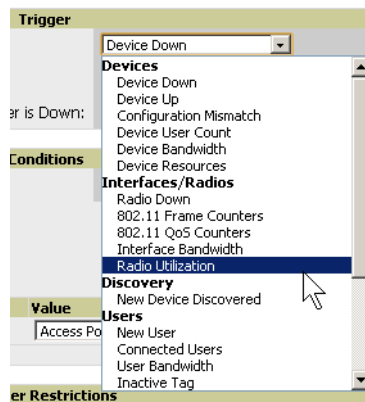 Trigger
Device Down
Devices
Device Down
Device Up
er is Down:
Configuration Mismatch
Device User Count
Device Bandwidth
Conditions
Device Resources
Interfaces/Radios
Radio Down
802.11 Frame Counters
802.11 QoS Counters
Interface Bandwidth
Radio Utilization
Discovery
New Device Discovered
Value
Users
New User
Access Po
Connected Users
User Bandwidth
Inactive Tag
er Restrictions